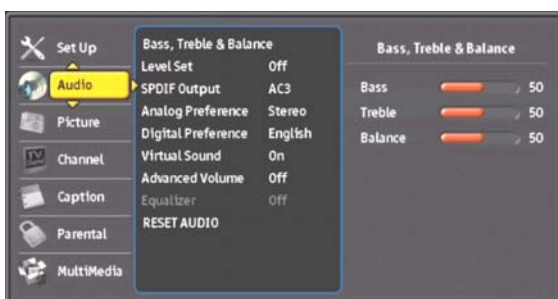 Set Up
Audio
Picture
Channel
Caption
Parental
MultiMedia
Bass, Treble & Balance
Level Set Off
SPDIF Output AC3
Analog Preference Stereo
Digital Preference English
Virtual Sound On
Advanced Volume Off
Equalizer Off
RESET AUDIO
Bass, Treble & Balance
Bass 50
Treble 50
Balance 50